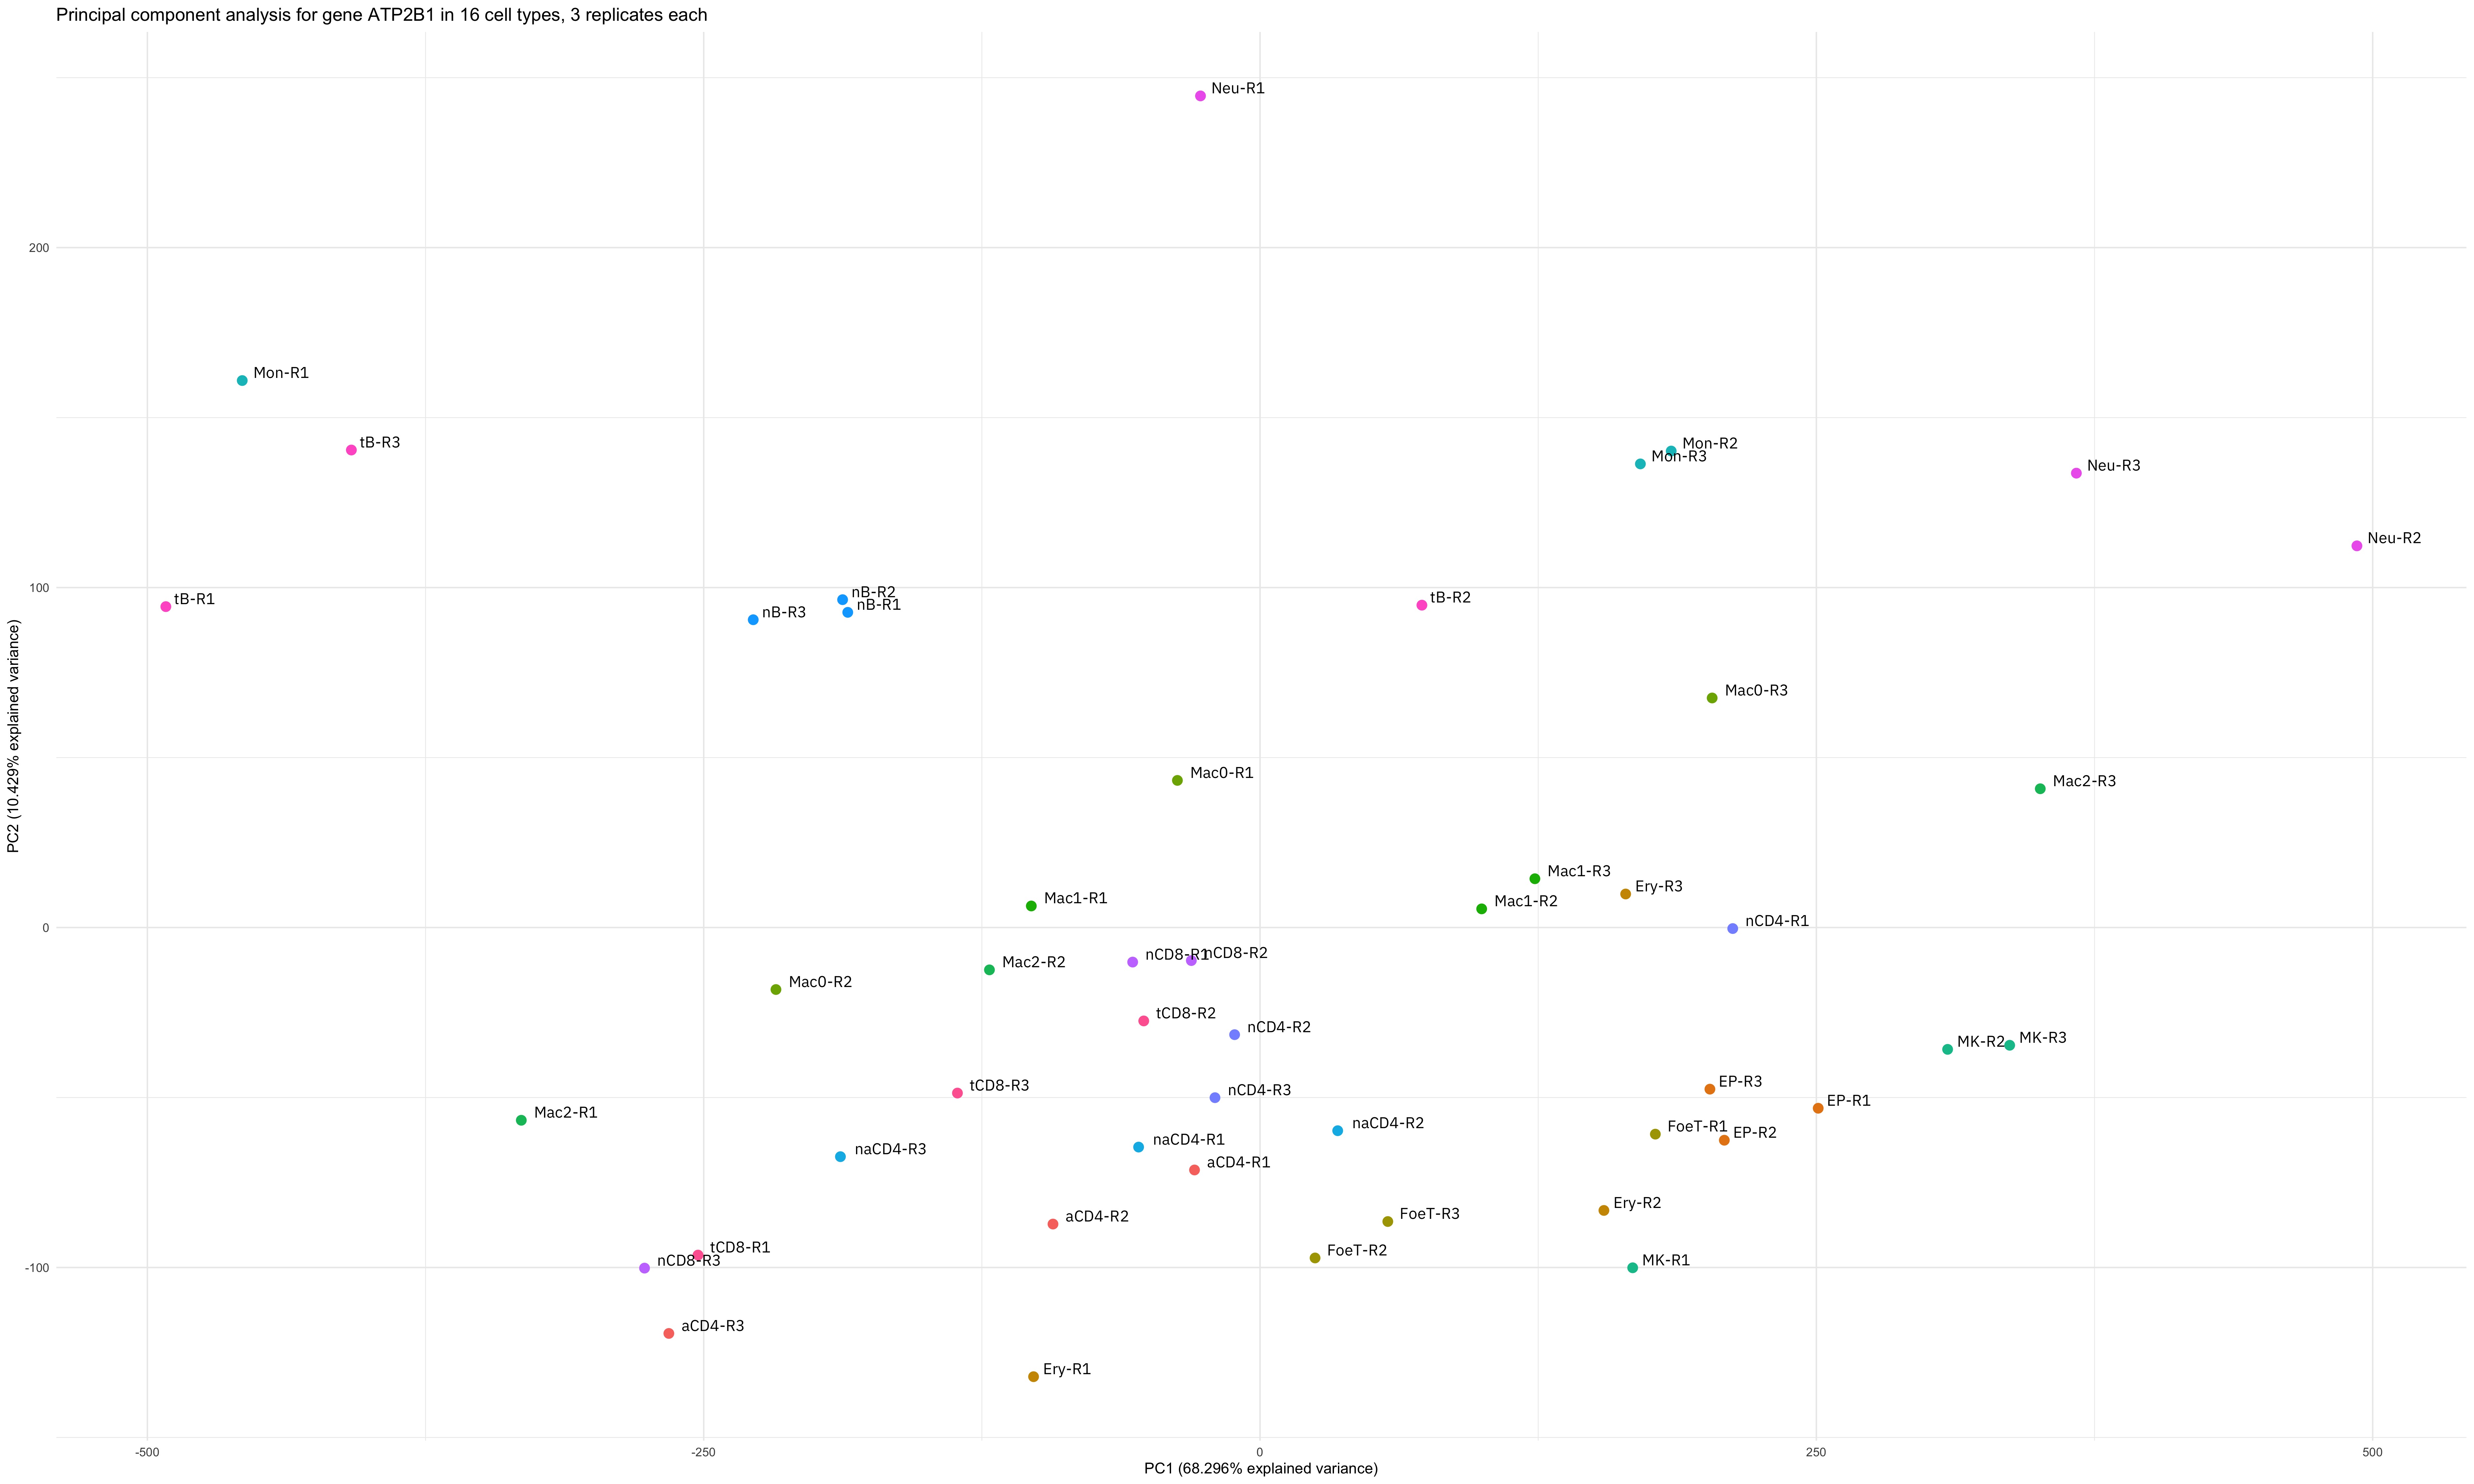 Principal component analysis for gene ATP2B1 in 16 cell types, 3 replicates each
Neu-R1
200
Mon-R1
tB-R3
Mon-R2
Mon-R3
Neu-R3
Neu-R2
100
tB-R1
nB-R2
nB-R1
nB-R3
tB-R2
Mac0-R3
Mac0-R1
Mac2-R3
Mac1-R3
Ery-R3
Mac1-R1
Mac1-R2
nCD4-R1
0
nCD8-R1
nCD8-R2
Mac2-R2
Mac0-R2
tCD8-R2
nCD4-R2
MK-R2
MK-R3
tCD8-R3
nCD4-R3
EP-R3
EP-R1
Mac2-R1
naCD4-R2
FoeT-R1
EP-R2
naCD4-R1
naCD4-R3
aCD4-R1
Ery-R2
aCD4-R2
FoeT-R3
tCD8-R1
FoeT-R2
nCD8-R3
MK-R1
-100
aCD4-R3
Ery-R1
-500
-250
0
250
500
PC1 (68.296% explained variance)
PC2 (10.429% explained variance)